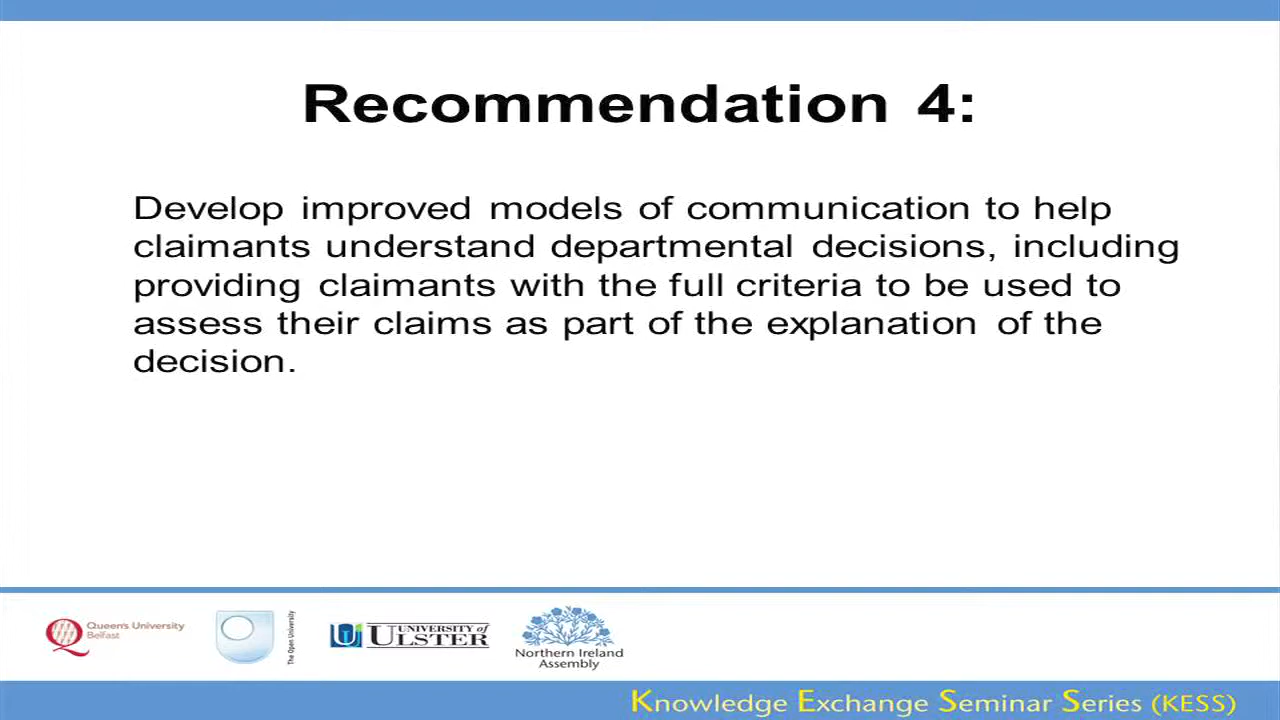 Recommendation 4:
Develop improved models of communication to help
claimants understand departmental decisions, including
providing claimants with the full criteria to be used to
assess their claims as part of the explanation of the
decision.
Queen's University
Belfast
The Open University
UNIVERSITY of
ULSTER
Northern Ireland
Assembly
Knowledge Exchange Seminar Series (KESS)